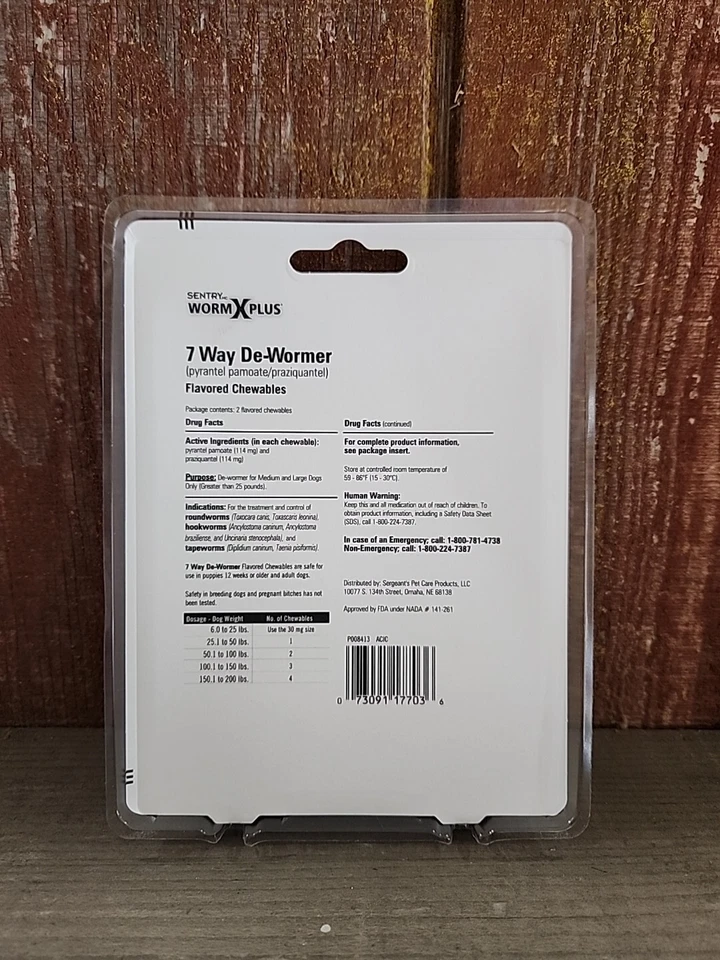 SENTRY HC
WORM X PLUS
7 Way De-Wormer
(pyrantel pamoate/praziquantel)
Flavored Chewables
Package contents: 2 flavored chewables
Drug Facts
Active Ingredients (in each chewable):
pyrantel pamoate (114 mg) and
praziquantel (114 mg)
Purpose: De-wormer for Medium and Large Dogs
Only (Greater than 25 pounds).
Indications: For the treatment and control of
roundworms (Toxocara canis, Toxascaris leonina),
hookworms (Ancylostoma caninum, Ancylostoma
braziliense, and Uncinaria stenocephala), and
tapeworms (Dipylidium caninum, Taenia pisiformis).
7 Way De-Wormer Flavored Chewables are safe for
use in puppies 12 weeks or older and adult dogs.
Safety in breeding dogs and pregnant bitches has not
been tested.
Dosage - Dog Weight No. of Chewables
6.0 to 25 lbs. Use the 30 mg size
25.1 to 50 lbs. 1
50.1 to 100 lbs. 2
100.1 to 150 lbs. 3
150.1 to 200 lbs. 4
Drug Facts (continued)
For complete product information,
see package insert.
Store at controlled room temperature of
59 - 86°F (15 - 30°C).
Human Warning:
Keep this and all medication out of reach of children. To
obtain product information, including a Safety Data Sheet
(SDS), call 1-800-224-7387.
In case of an Emergency; call: 1-800-781-4738
Non-Emergency; call: 1-800-224-7387
Distributed by: Sergeant's Pet Care Products, LLC
10077 S. 134th Street, Omaha, NE 68138
Approved by FDA under NADA # 141-261
P008413 ACIC
0 73091 17703 6